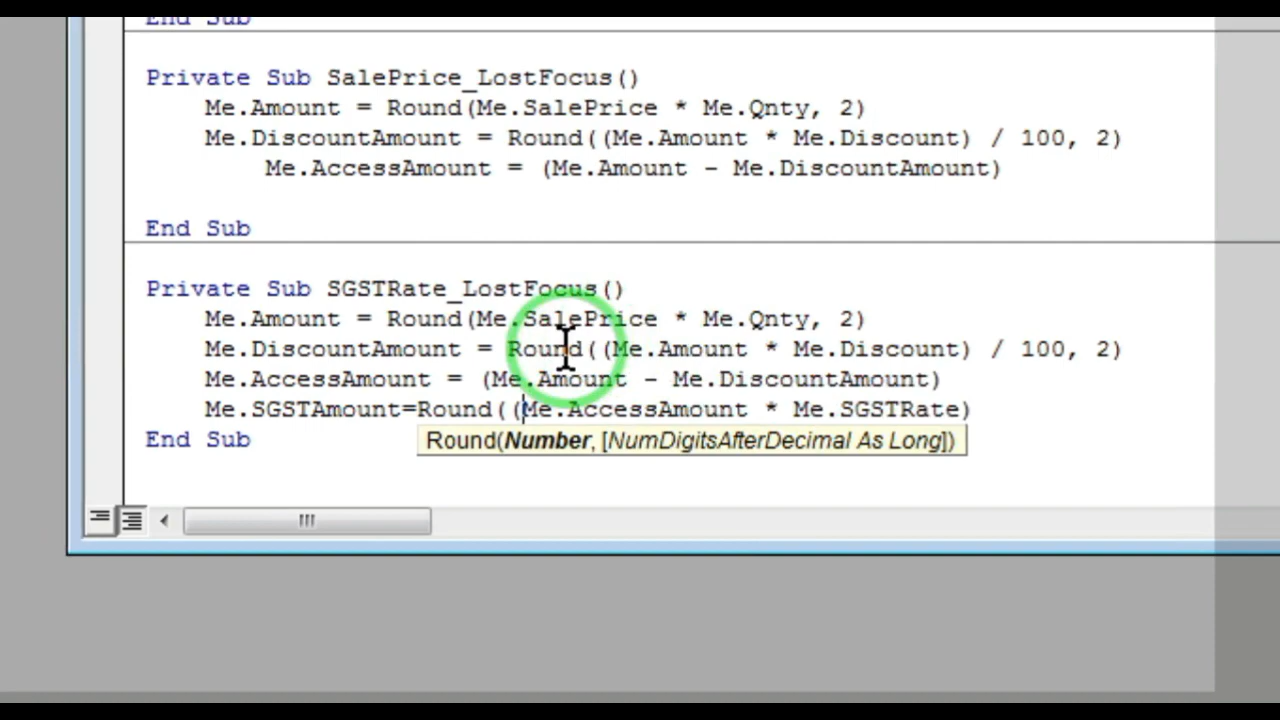 End Sub
Private Sub SalePrice_LostFocus()
Me.Amount = Round(Me.SalePrice * Me.Qnty, 2)
Me.DiscountAmount = Round((Me.Amount * Me.Discount) / 100, 2)
Me.AccessAmount = (Me.Amount - Me.DiscountAmount)
End Sub
Private Sub SGSTRate_LostFocus()
Me.Amount = Round(Me.SalePrice * Me.Qnty, 2)
Me.DiscountAmount = Round((Me.Amount * Me.Discount) / 100, 2)
Me.AccessAmount = (Me.Amount - Me.DiscountAmount)
Me.SGSTAmount=Round((Me.AccessAmount * Me.SGSTRate)
End Sub
Round(Number, [NumDigitsAfterDecimal As Long])